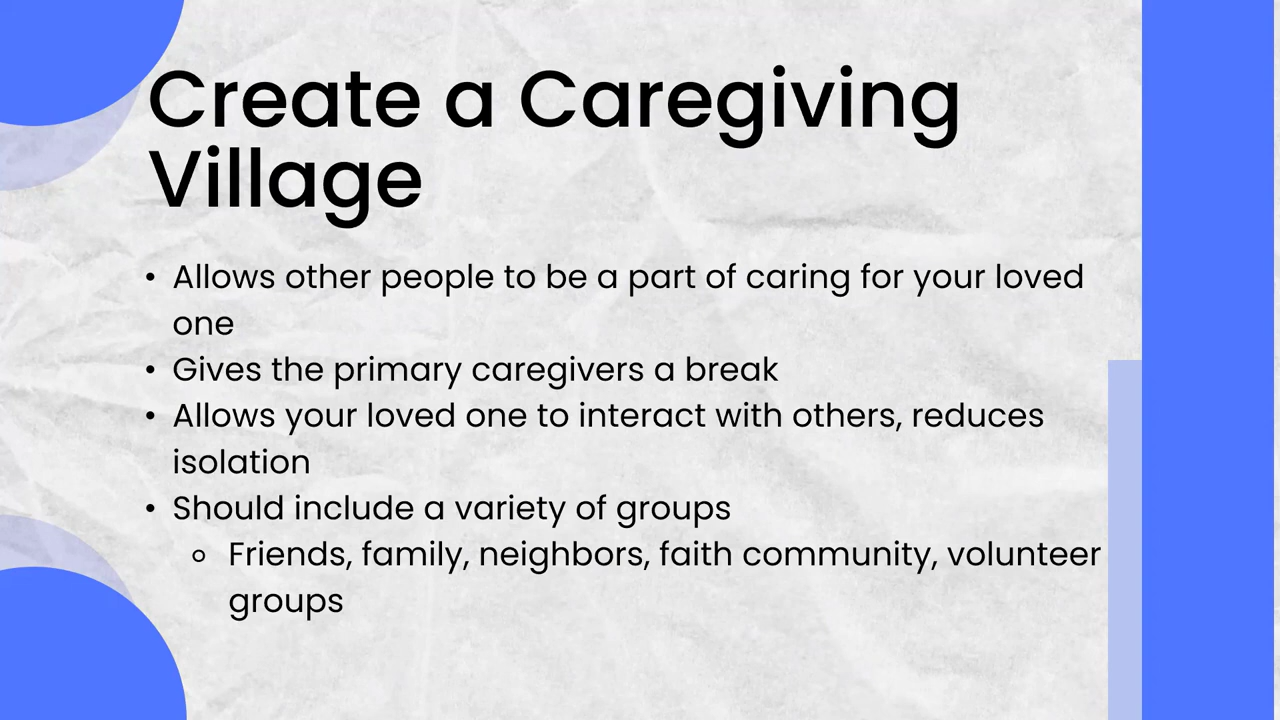 Create a Caregiving
Village
• Allows other people to be a part of caring for your loved
one
• Gives the primary caregivers a break
• Allows your loved one to interact with others, reduces
isolation
• Should include a variety of groups
◦ Friends, family, neighbors, faith community, volunteer
groups